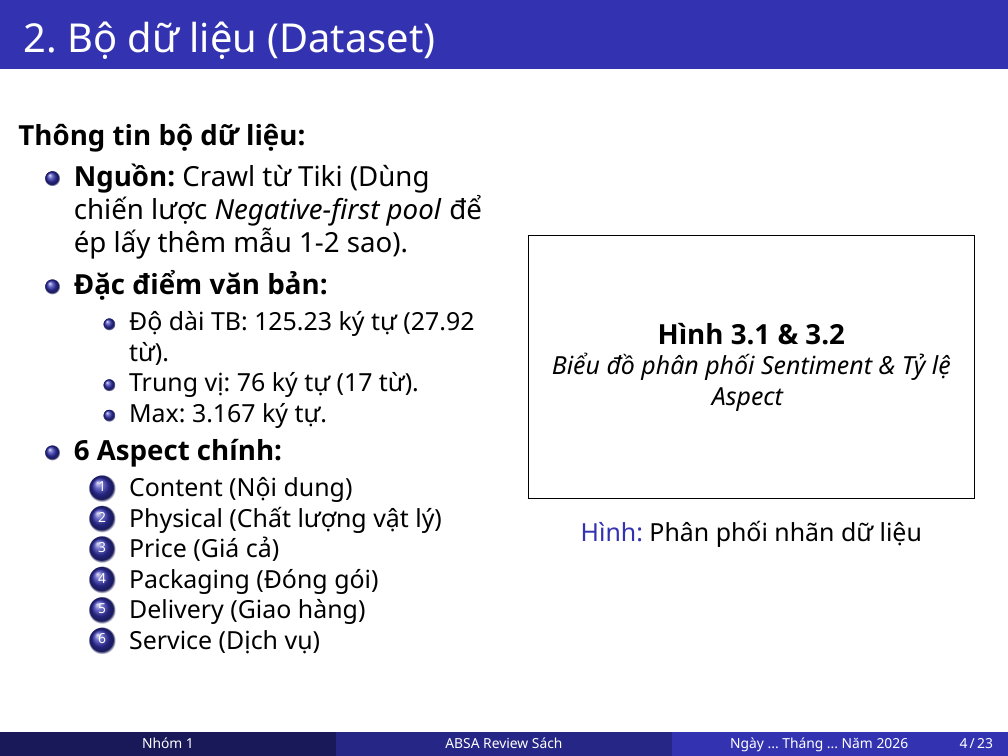 2. Bộ dữ liệu (Dataset)
Thông tin bộ dữ liệu:
Nguồn: Crawl từ Tiki (Dùng
chiến lược Negative-first pool để
ép lấy thêm mẫu 1-2 sao).
Đặc điểm văn bản:
Độ dài TB: 125.23 ký tự (27.92
từ).
Trung vị: 76 ký tự (17 từ).
Max: 3.167 ký tự.
6 Aspect chính:
1 Content (Nội dung)
2 Physical (Chất lượng vật lý)
3 Price (Giá cả)
4 Packaging (Đóng gói)
5 Delivery (Giao hàng)
6 Service (Dịch vụ)
Hình 3.1 & 3.2
Biểu đồ phân phối Sentiment & Tỷ lệ
Aspect
Hình: Phân phối nhãn dữ liệu
Nhóm 1
ABSA Review Sách
Ngày ... Tháng ... Năm 2026
4 / 23